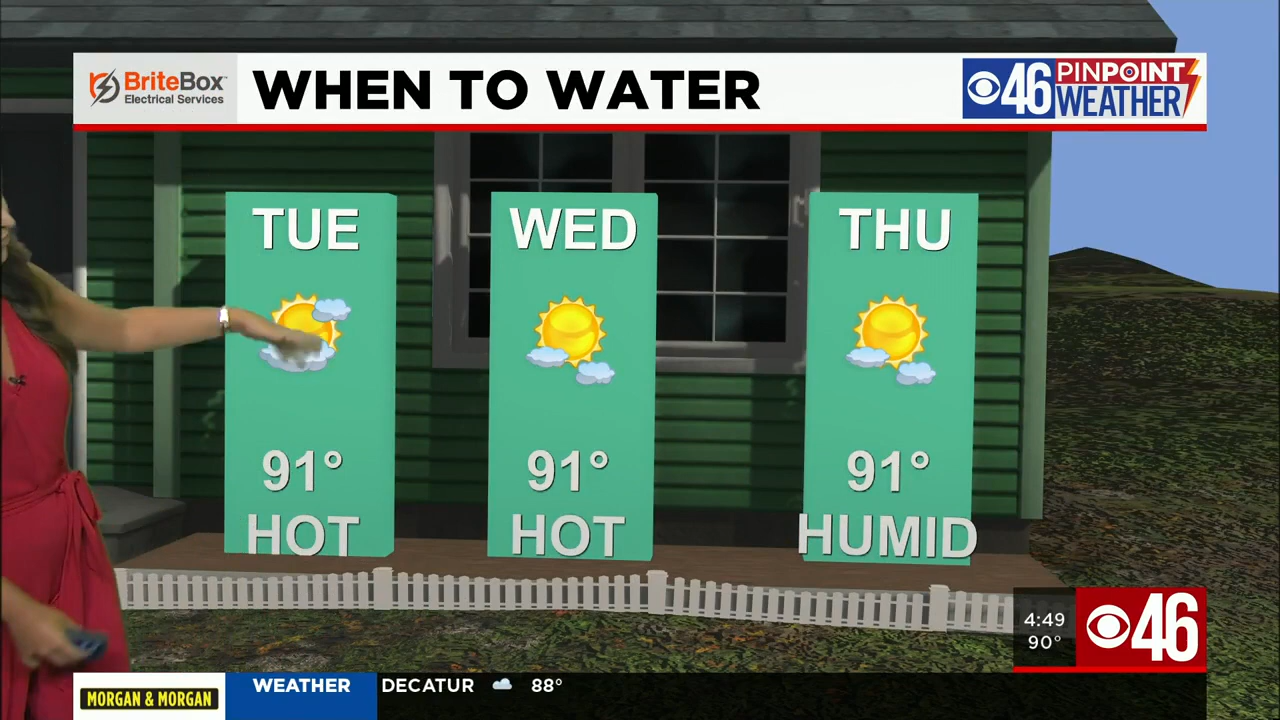 BriteBox
Electrical Services
WHEN TO WATER
46 PINPOINT
WEATHER
TUE
WED
THU
91°
91°
91°
HOT
HOT
HUMID
4:49
90°
46
MORGAN & MORGAN
WEATHER
DECATUR
88°